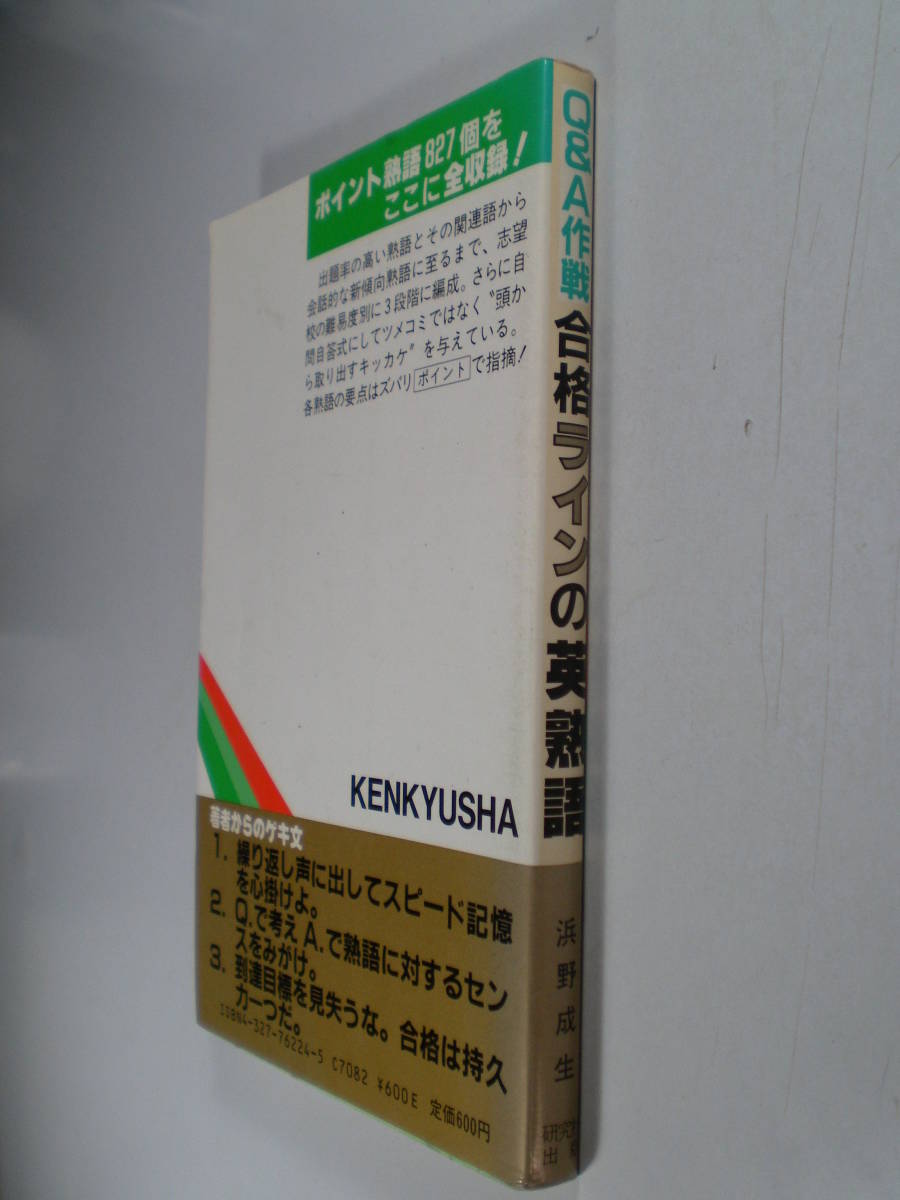 ポイント熟語827個を
ここに全収録!
出題率の高い熟語とその関連語から
会話的な新傾向熟語に至るまで、志望
校の難易度別に3段階に編成。さらに自
問自答式にしてツメコミではなく〝頭か
ら取り出すキッカケ〟を与えている。
各熟語の要点はズバリポイントで指摘!
KENKYUSHA
著者からのゲキ文
1. 繰り返し声に出してスピード記憶
を心掛けよ。
2. Q.で考えA.で熟語に対するセン
スをみがけ。
3. 到達目標を見失うな。合格は持久
力一つだ。
ISBN4-327-76224-5 C7082 ¥600E 定価600円
Q&A作戦 合格ラインの英熟語
浜野成生
研究社
出版